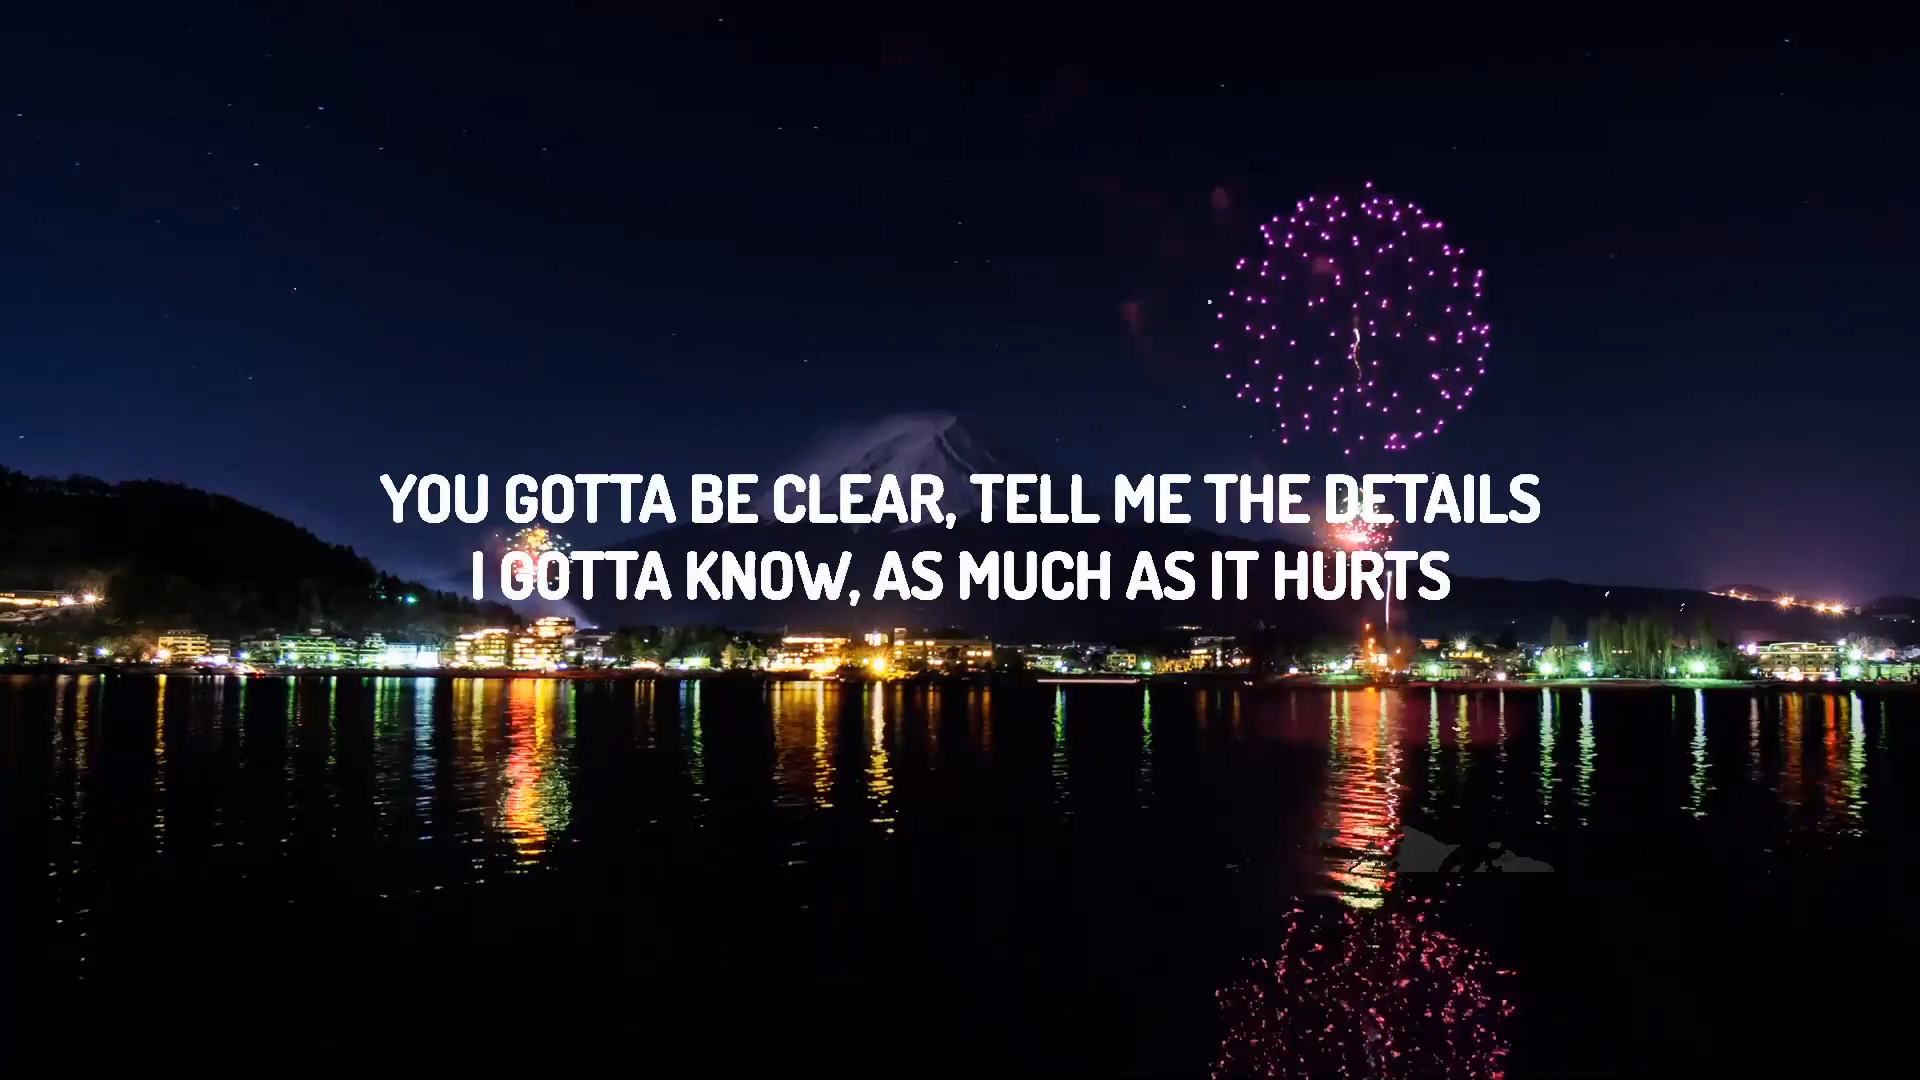 YOU GOTTA BE CLEAR, TELL ME THE DETAILS
I GOTTA KNOW, AS MUCH AS IT HURTS